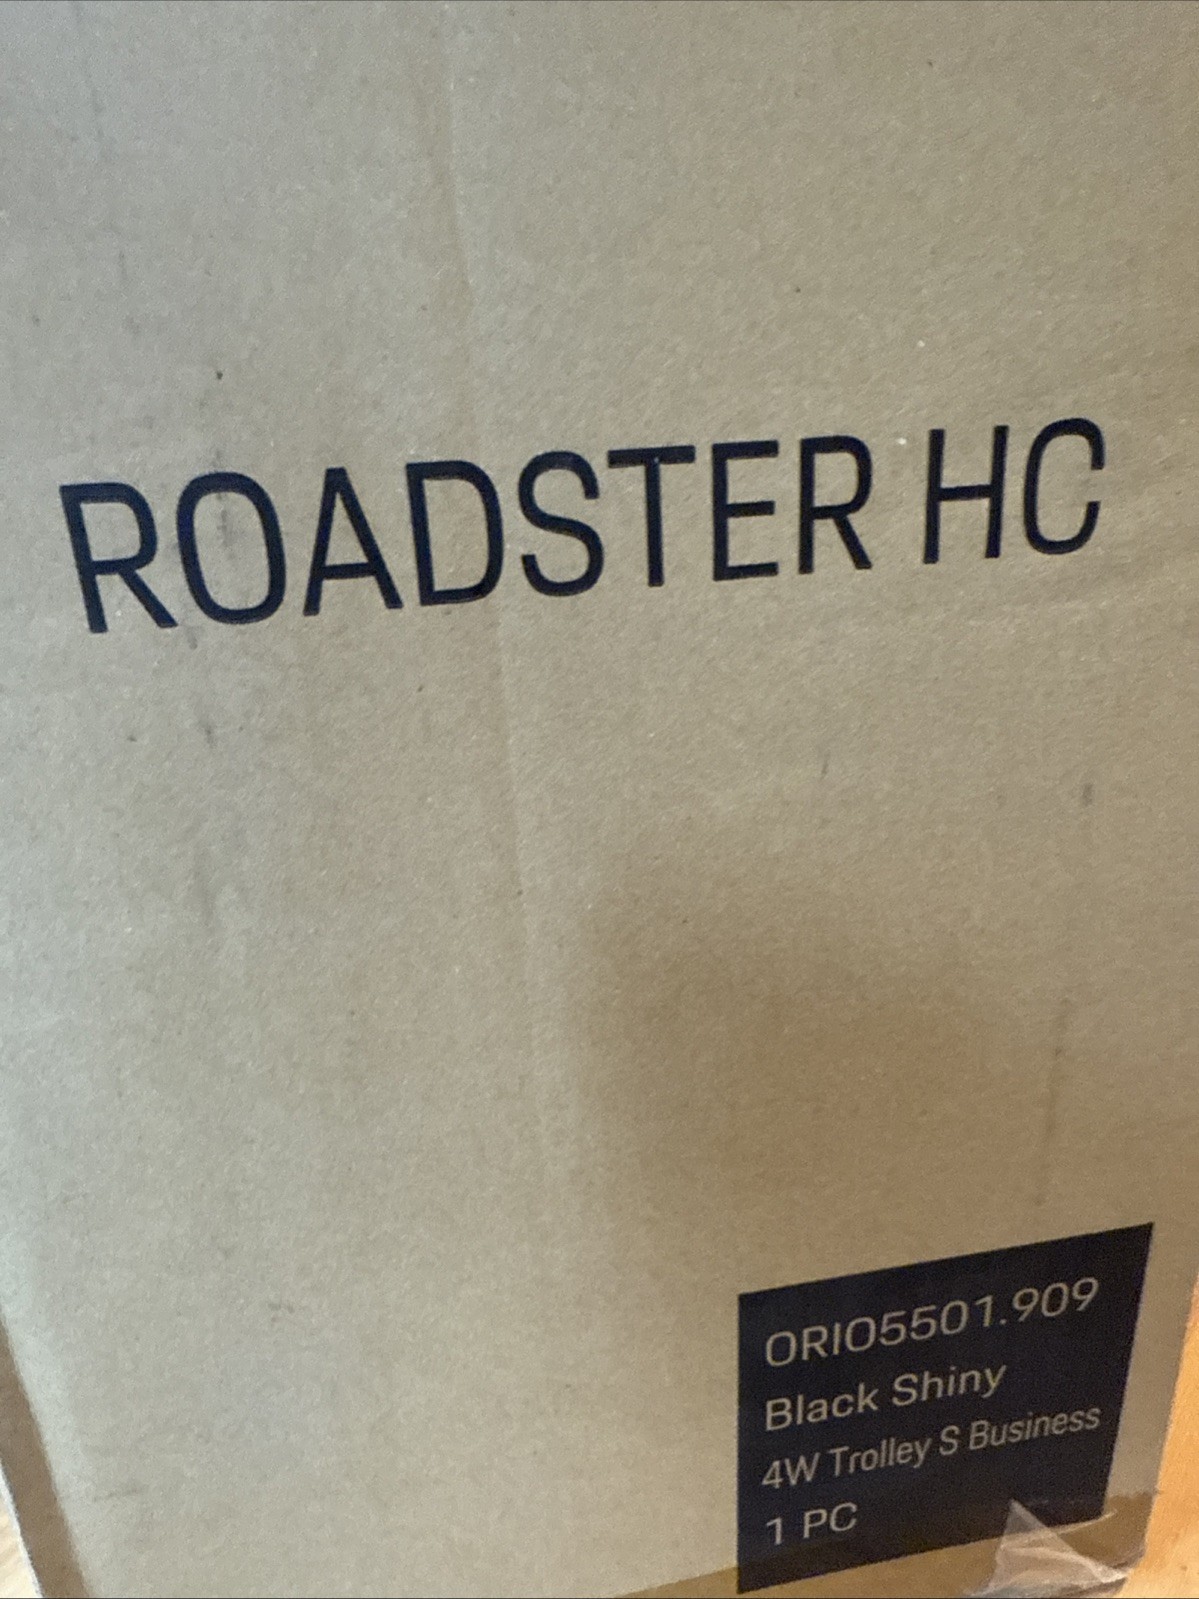 ROADSTER HC
ORI05501.909
Black Shiny
4W Trolley S Business
1 PC